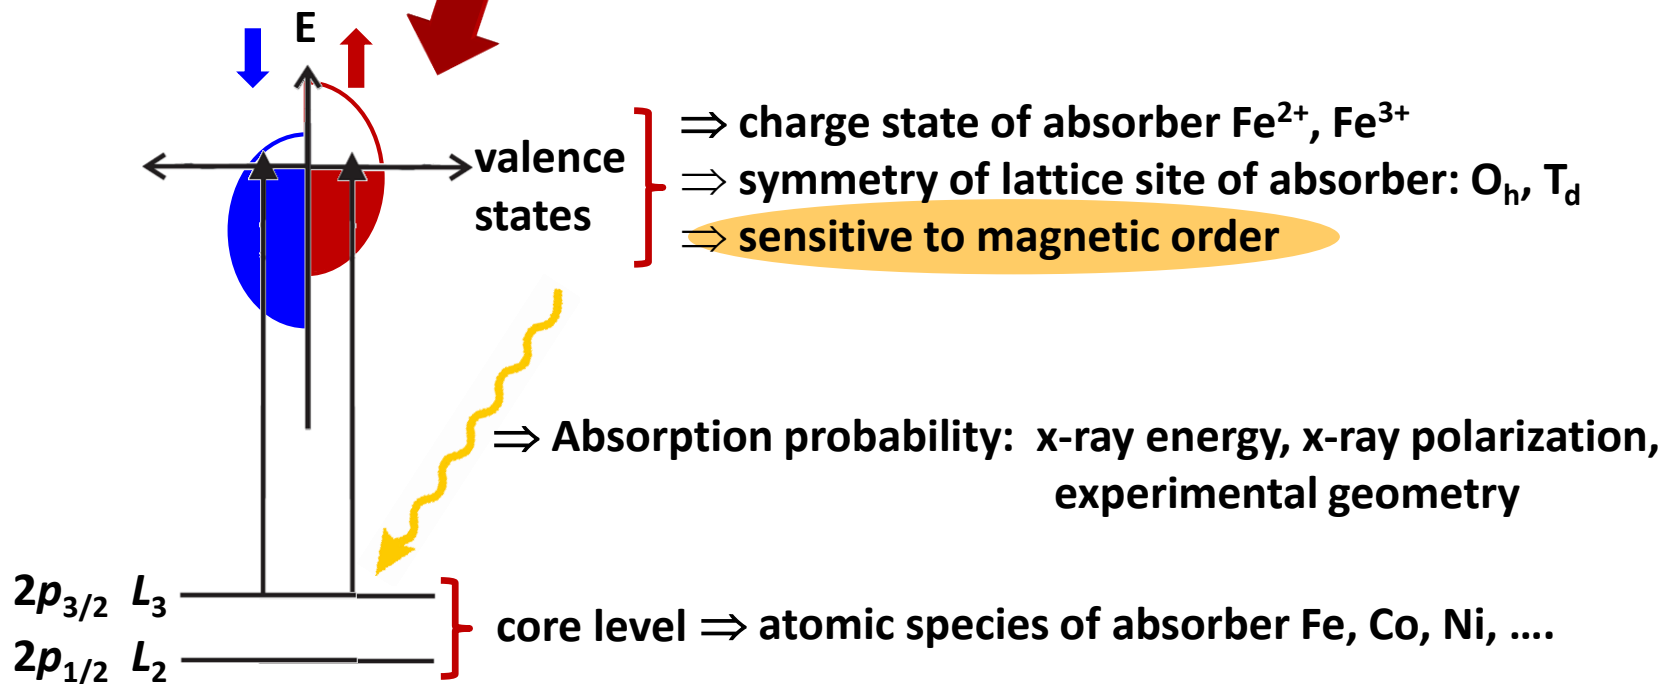 E
valence
states
⇒ charge state of absorber Fe²⁺, Fe³⁺
⇒ symmetry of lattice site of absorber: Oₕ, T_d
⇒ sensitive to magnetic order
⇒ Absorption probability: x-ray energy, x-ray polarization,
experimental geometry
2p₃/₂ L₃
2p₁/₂ L₂
core level ⇒ atomic species of absorber Fe, Co, Ni, ….